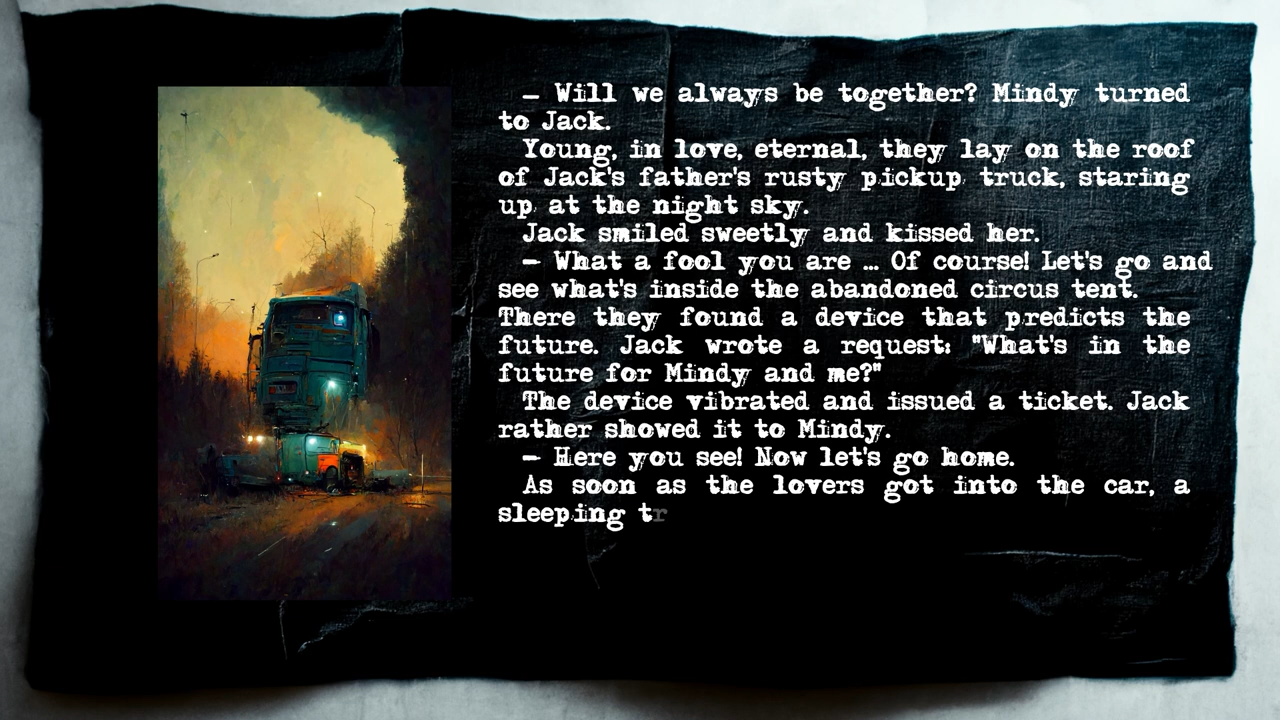 — Will we always be together? Mindy turned
to Jack.
Young, in love, eternal, they lay on the roof
of Jack's father's rusty pickup truck, staring
up at the night sky.
Jack smiled sweetly and kissed her.
— What a fool you are ... Of course! Let's go and
see what's inside the abandoned circus tent.
There they found a device that predicts the
future. Jack wrote a request: "What's in the
future for Mindy and me?"
The device vibrated and issued a ticket. Jack
rather showed it to Mindy.
— Here you see! Now let's go home.
As soon as the lovers got into the car, a
sleeping tr